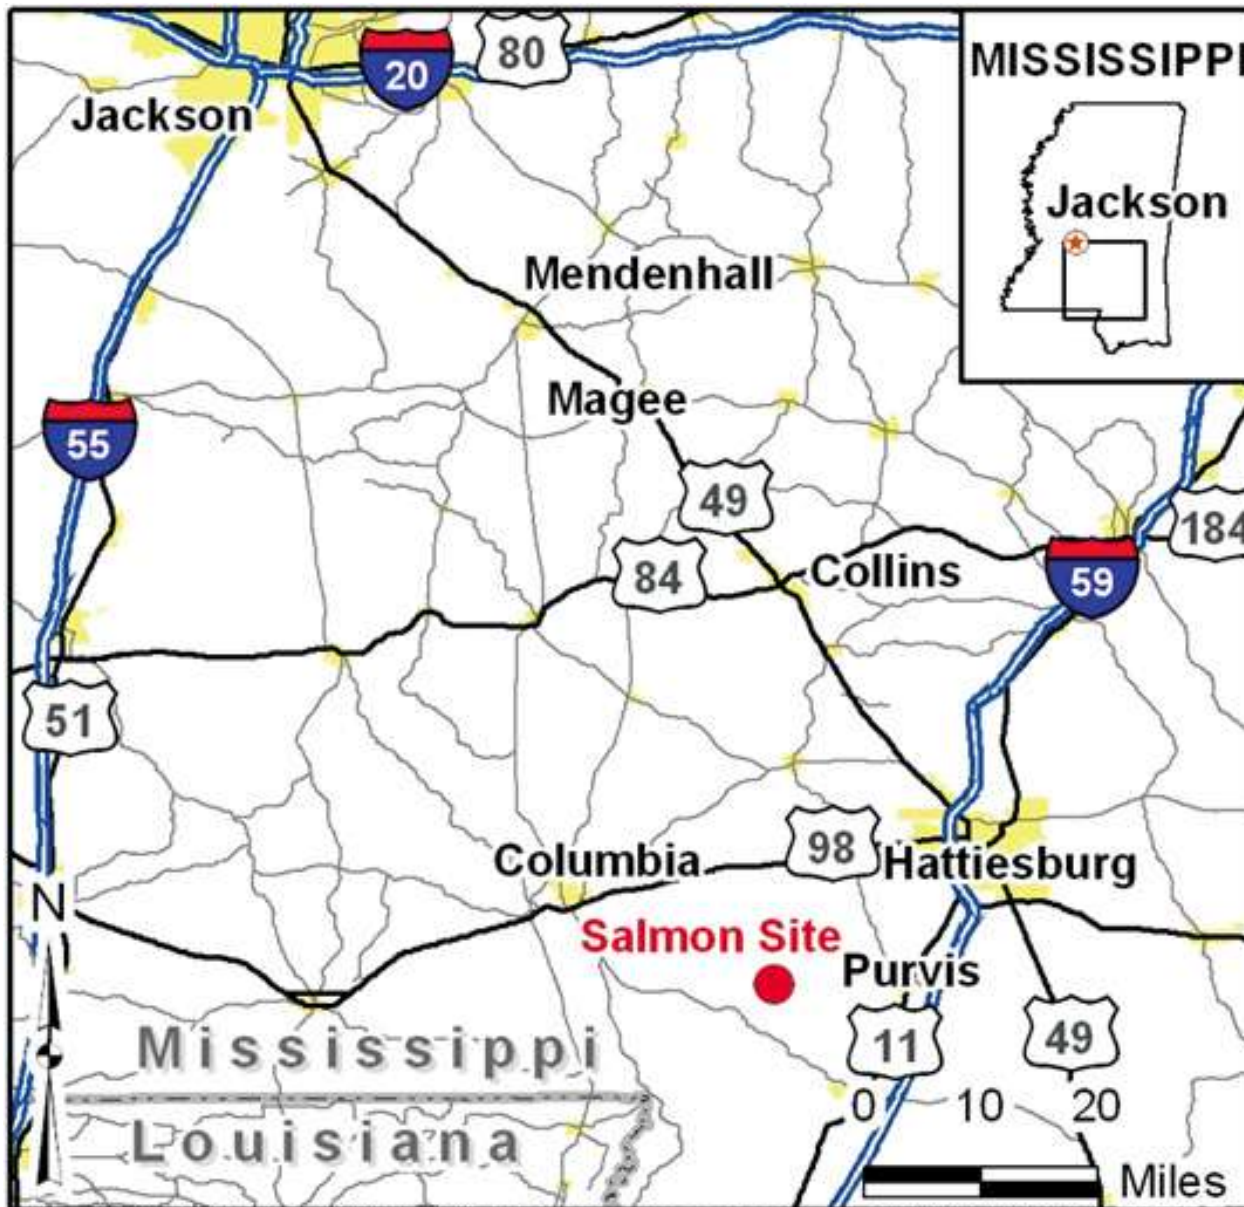 20
80
MISSISSIPPI
Jackson
Jackson
Mendenhall
Magee
55
49
184
84
Collins
59
51
98
Columbia
Hattiesburg
N
Salmon Site
Purvis
11
49
Mississippi
Louisiana
0 10 20
Miles